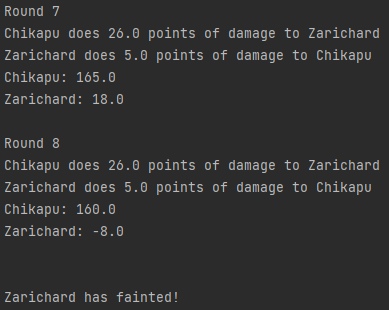 Round 7
Chikapu does 26.0 points of damage to Zarichard
Zarichard does 5.0 points of damage to Chikapu
Chikapu: 165.0
Zarichard: 18.0
Round 8
Chikapu does 26.0 points of damage to Zarichard
Zarichard does 5.0 points of damage to Chikapu
Chikapu: 160.0
Zarichard: -8.0
Zarichard has fainted!